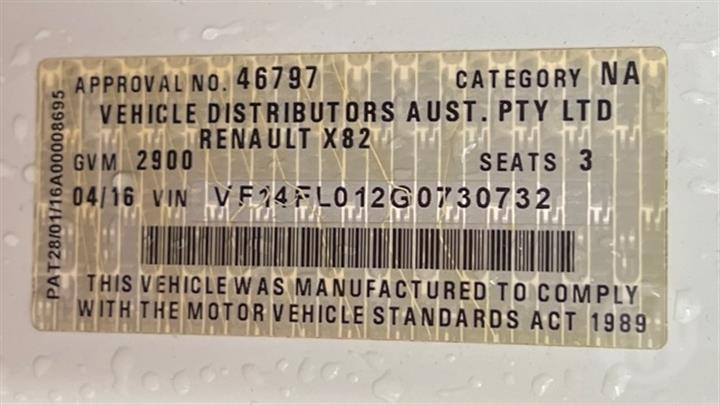 APPROVAL NO. 46797 CATEGORY NA
VEHICLE DISTRIBUTORS AUST. PTY LTD
RENAULT X82
GVM 2900 SEATS 3
04/16 VIN VF14FL012G0730732
THIS VEHICLE WAS MANUFACTURED TO COMPLY
WITH THE MOTOR VEHICLE STANDARDS ACT 1989
PAT28/01/16A00008695